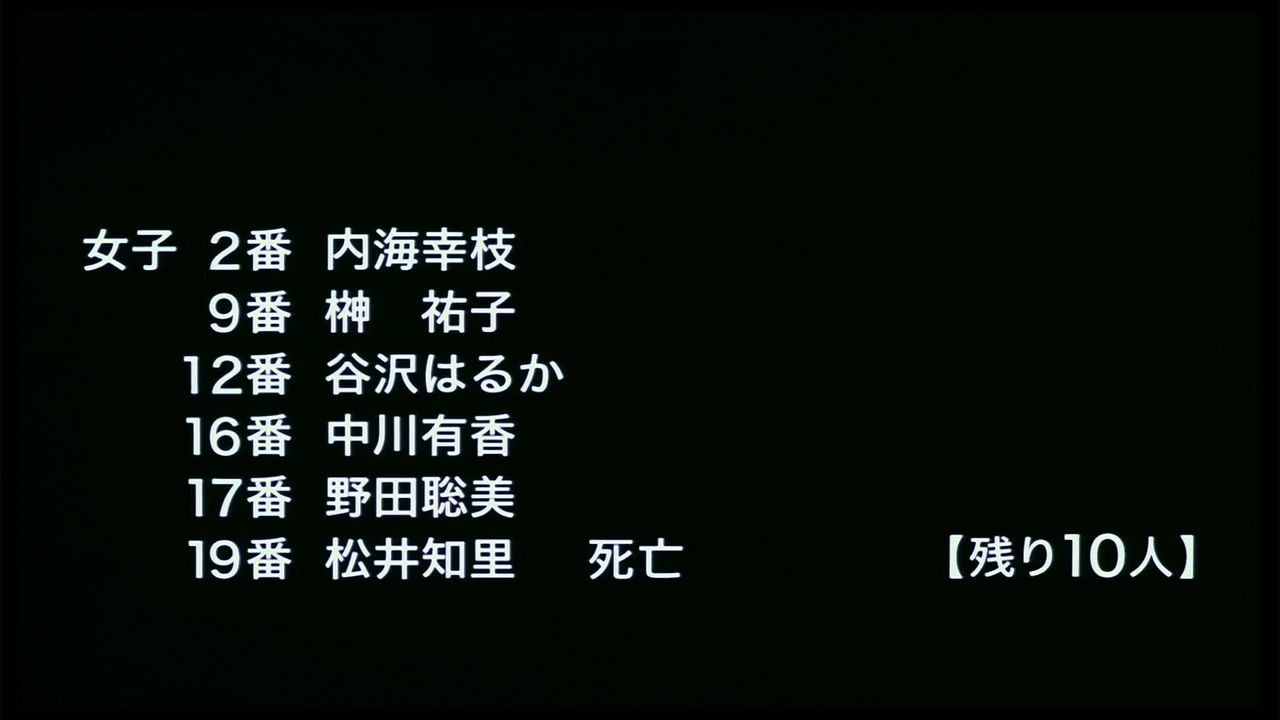 女子 2番 内海幸枝
9番 榊 祐子
12番 谷沢はるか
16番 中川有香
17番 野田聡美
19番 松井知里 死亡 【残り10人】